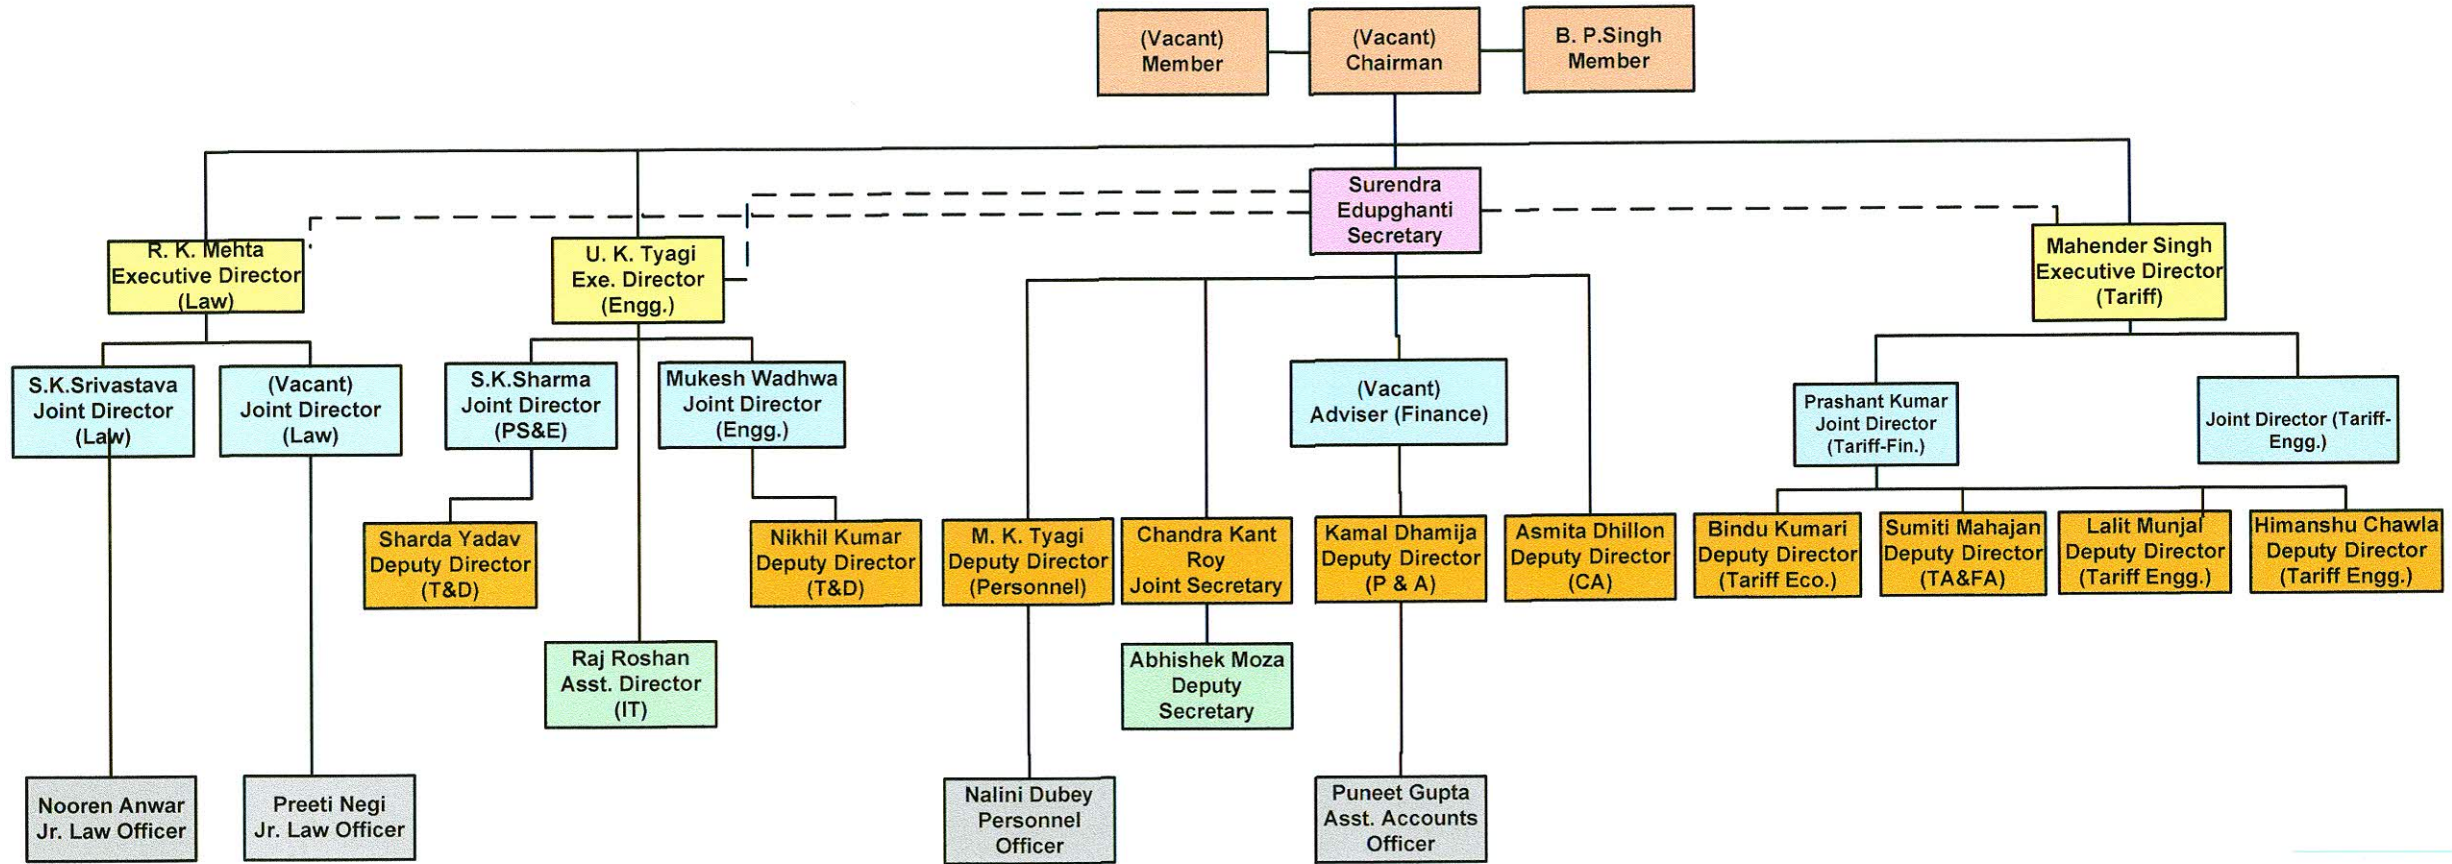 (Vacant)
Member
(Vacant)
Chairman
B. P.Singh
Member
Surendra
Edupghanti
Secretary
R. K. Mehta
Executive Director
(Law)
U. K. Tyagi
Exe. Director
(Engg.)
Mahender Singh
Executive Director
(Tariff)
S.K.Srivastava
Joint Director
(Law)
(Vacant)
Joint Director
(Law)
S.K.Sharma
Joint Director
(PS&E)
Mukesh Wadhwa
Joint Director
(Engg.)
(Vacant)
Adviser (Finance)
Prashant Kumar
Joint Director
(Tariff-Fin.)
Joint Director (Tariff-
Engg.)
Sharda Yadav
Deputy Director
(T&D)
Nikhil Kumar
Deputy Director
(T&D)
M. K. Tyagi
Deputy Director
(Personnel)
Chandra Kant
Roy
Joint Secretary
Kamal Dhamija
Deputy Director
(P & A)
Asmita Dhillon
Deputy Director
(CA)
Bindu Kumari
Deputy Director
(Tariff Eco.)
Sumiti Mahajan
Deputy Director
(TA&FA)
Lalit Munjal
Deputy Director
(Tariff Engg.)
Himanshu Chawla
Deputy Director
(Tariff Engg.)
Raj Roshan
Asst. Director
(IT)
Abhishek Moza
Deputy
Secretary
Nooren Anwar
Jr. Law Officer
Preeti Negi
Jr. Law Officer
Nalini Dubey
Personnel
Officer
Puneet Gupta
Asst. Accounts
Officer